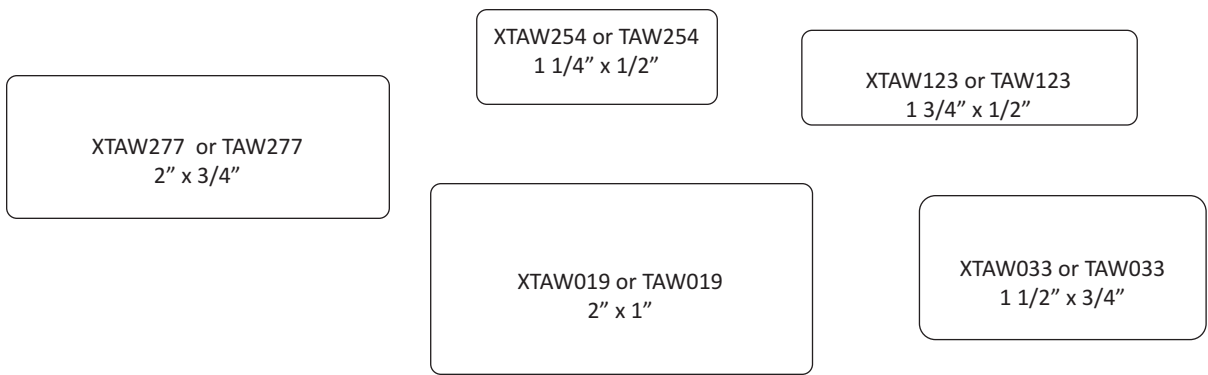 XTAW254 or TAW254
1 1/4” x 1/2”
XTAW123 or TAW123
1 3/4” x 1/2”
XTAW277 or TAW277
2” x 3/4”
XTAW019 or TAW019
2” x 1”
XTAW033 or TAW033
1 1/2” x 3/4”